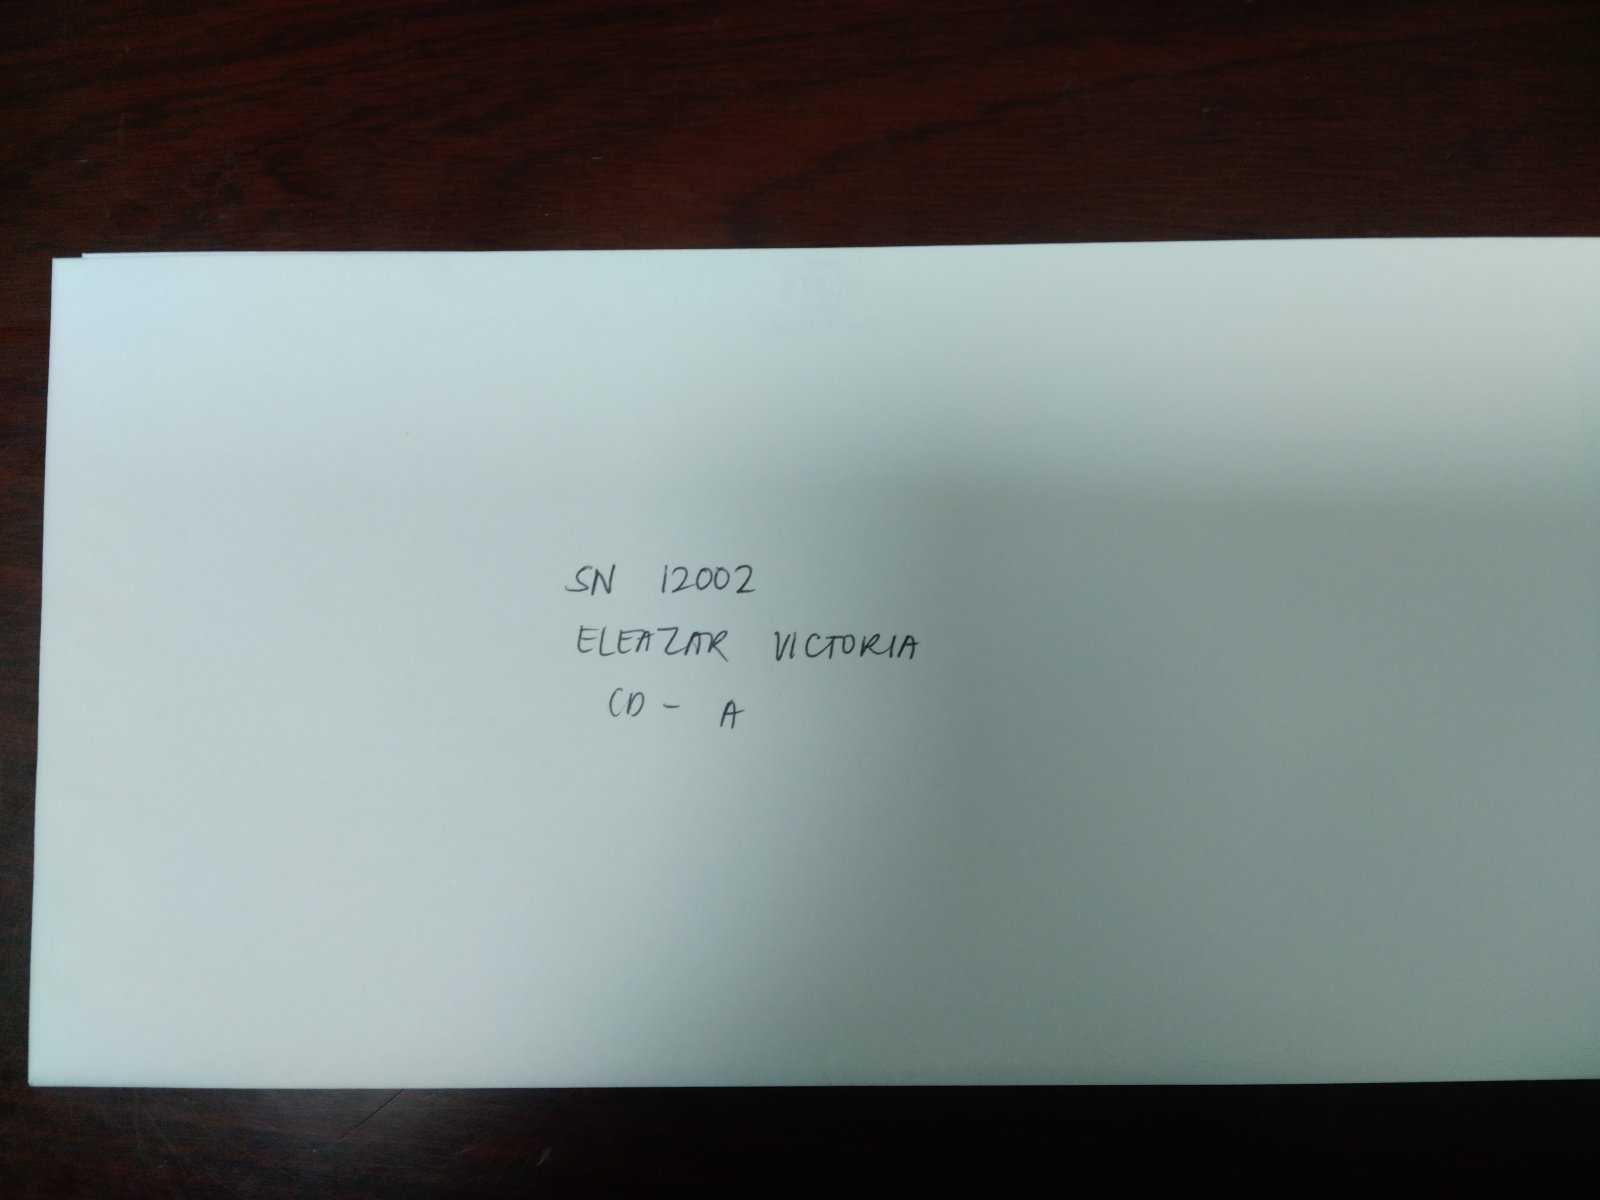 SN 12002
ELEAZAR VICTORIA
CD - A